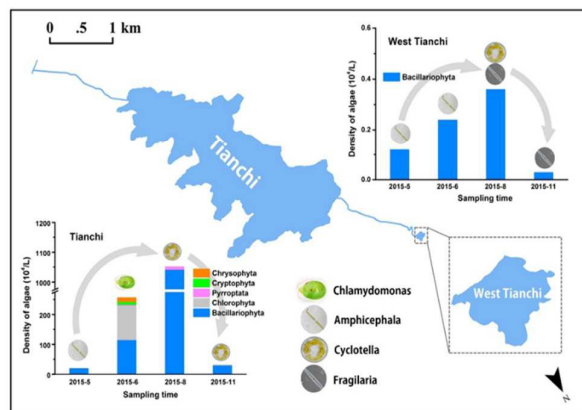 0 .5 1 km
West Tianchi
Bacillariophyta
Density of algae (10⁴/L)
0.6
0.4
0.2
0.0
2015-5 2015-6 2015-8 2015-11
Sampling time
Tianchi
Tianchi
Density of algae (10⁴/L)
1200
1100
1000
200
100
0
Chrysophyta
Cryptophyta
Pyrroptata
Chlorophyta
Bacillariophyta
2015-5 2015-6 2015-8 2015-11
Sampling time
Chlamydomonas
Amphicephala
Cyclotella
Fragilaria
West Tianchi
N